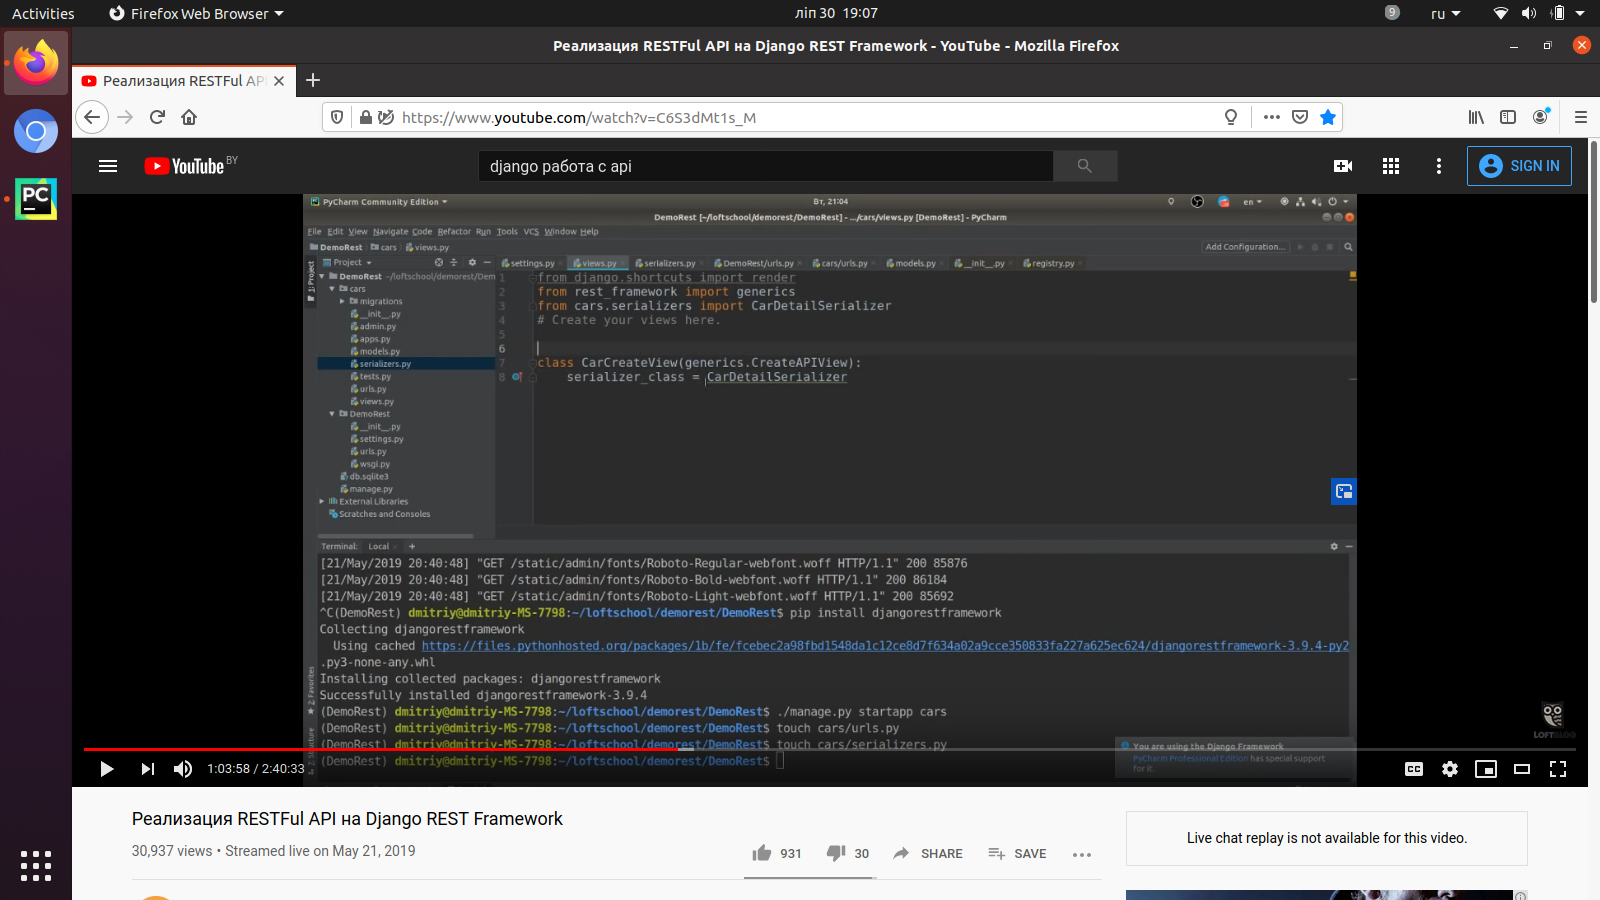 Activities
Firefox Web Browser
ліп 30 19:07
9
ru
Реализация RESTFul API на Django REST Framework - YouTube - Mozilla Firefox
Реализация RESTFul API
https://www.youtube.com/watch?v=C6S3dMt1s_M
YouTube BY
django работа с api
SIGN IN
PyCharm Community Edition
Вт, 21:04
en
DemoRest [~/loftschool/demorest/DemoRest] - .../cars/views.py [DemoRest] - PyCharm
File Edit View Navigate Code Refactor Run Tools VCS Window Help
DemoRest cars views.py
Add Configuration...
1: Project
Project
settings.py views.py serializers.py DemoRest/urls.py cars/urls.py models.py __init__.py registry.py
DemoRest ~/loftschool/demorest/Dem
cars
migrations
__init__.py
admin.py
apps.py
models.py
serializers.py
tests.py
urls.py
views.py
DemoRest
__init__.py
settings.py
urls.py
wsgi.py
db.sqlite3
manage.py
External Libraries
Scratches and Consoles
1 from django.shortcuts import render
2 from rest_framework import generics
3 from cars.serializers import CarDetailSerializer
4 # Create your views here.
5
6
7 class CarCreateView(generics.CreateAPIView):
8 serializer_class = CarDetailSerializer
Terminal: Local +
[21/May/2019 20:40:48] "GET /static/admin/fonts/Roboto-Regular-webfont.woff HTTP/1.1" 200 85876
[21/May/2019 20:40:48] "GET /static/admin/fonts/Roboto-Bold-webfont.woff HTTP/1.1" 200 86184
[21/May/2019 20:40:48] "GET /static/admin/fonts/Roboto-Light-webfont.woff HTTP/1.1" 200 85692
^C(DemoRest) dmitriy@dmitriy-MS-7798:~/loftschool/demorest/DemoRest$ pip install djangorestframework
Collecting djangorestframework
Using cached https://files.pythonhosted.org/packages/1b/fe/fcebec2a98fbd1548da1c12ce8d7f634a02a9cce350833fa227a625ec624/djangorestframework-3.9.4-py2
.py3-none-any.whl
Installing collected packages: djangorestframework
Successfully installed djangorestframework-3.9.4
(DemoRest) dmitriy@dmitriy-MS-7798:~/loftschool/demorest/DemoRest$ ./manage.py startapp cars
(DemoRest) dmitriy@dmitriy-MS-7798:~/loftschool/demorest/DemoRest$ touch cars/urls.py
(DemoRest) dmitriy@dmitriy-MS-7798:~/loftschool/demorest/DemoRest$ touch cars/serializers.py
(DemoRest) dmitriy@dmitriy-MS-7798:~/loftschool/demorest/DemoRest$
2: Favorites
Structure
You are using the Django Framework
PyCharm Professional Edition has special support
for it.
LOFTBLOG
1:03:58 / 2:40:33
CC
Реализация RESTFul API на Django REST Framework
30,937 views • Streamed live on May 21, 2019
931
30
SHARE
SAVE
Live chat replay is not available for this video.
PC